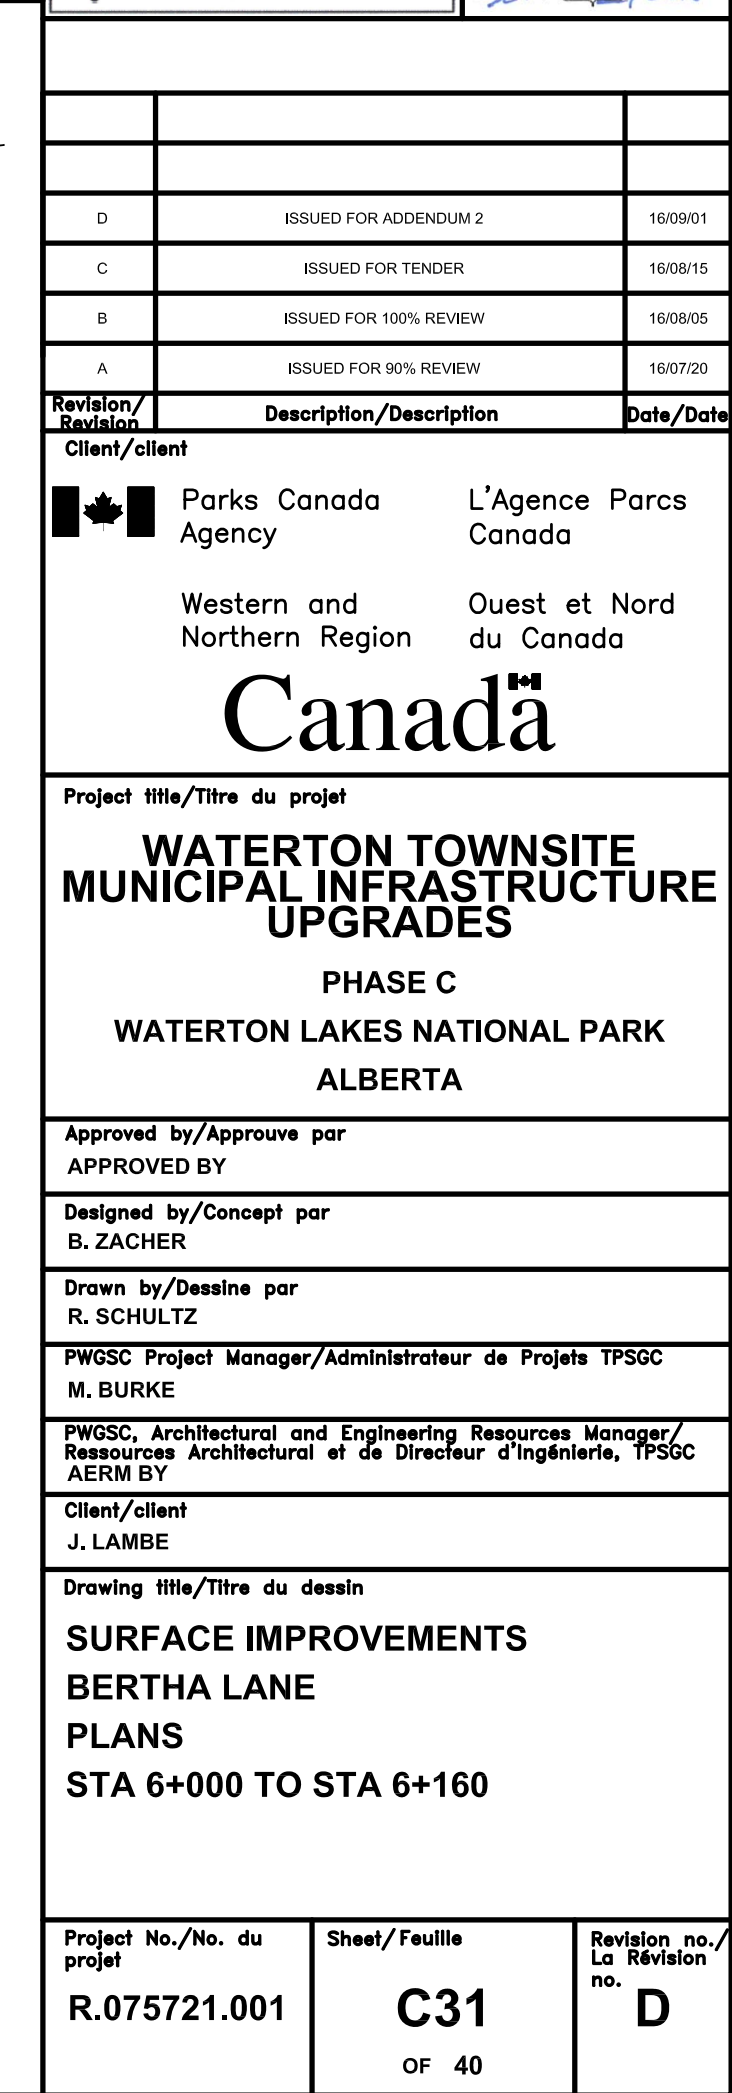 D ISSUED FOR ADDENDUM 2 16/09/01
C ISSUED FOR TENDER 16/08/15
B ISSUED FOR 100% REVIEW 16/08/05
A ISSUED FOR 90% REVIEW 16/07/20
Revision/
Revision
Description/Description
Date/Date
Client/client
Parks Canada
Agency
L'Agence Parcs
Canada
Western and
Northern Region
Ouest et Nord
du Canada
Canada
Project title/Titre du projet
WATERTON TOWNSITE
MUNICIPAL INFRASTRUCTURE
UPGRADES
PHASE C
WATERTON LAKES NATIONAL PARK
ALBERTA
Approved by/Approuve par
APPROVED BY
Designed by/Concept par
B. ZACHER
Drawn by/Dessine par
R. SCHULTZ
PWGSC Project Manager/Administrateur de Projets TPSGC
M. BURKE
PWGSC, Architectural and Engineering Resources Manager/
Ressources Architectural et de Directeur d'Ingénierie, TPSGC
AERM BY
Client/client
J. LAMBE
Drawing title/Titre du dessin
SURFACE IMPROVEMENTS
BERTHA LANE
PLANS
STA 6+000 TO STA 6+160
Project No./No. du
projet
R.075721.001
Sheet/Feuille
C31
OF 40
Revision no./
La Révision
no.
D